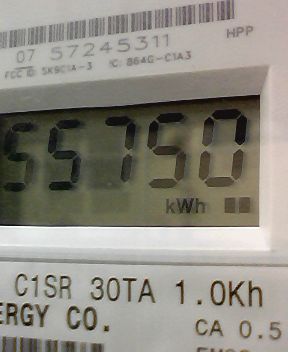 07 57245311
HPP
FCC ID: SK9C1A-3 IC: 864G-C1A3
55750
kWh
C1SR 30TA 1.0Kh
ERGY CO.
CA 0.5